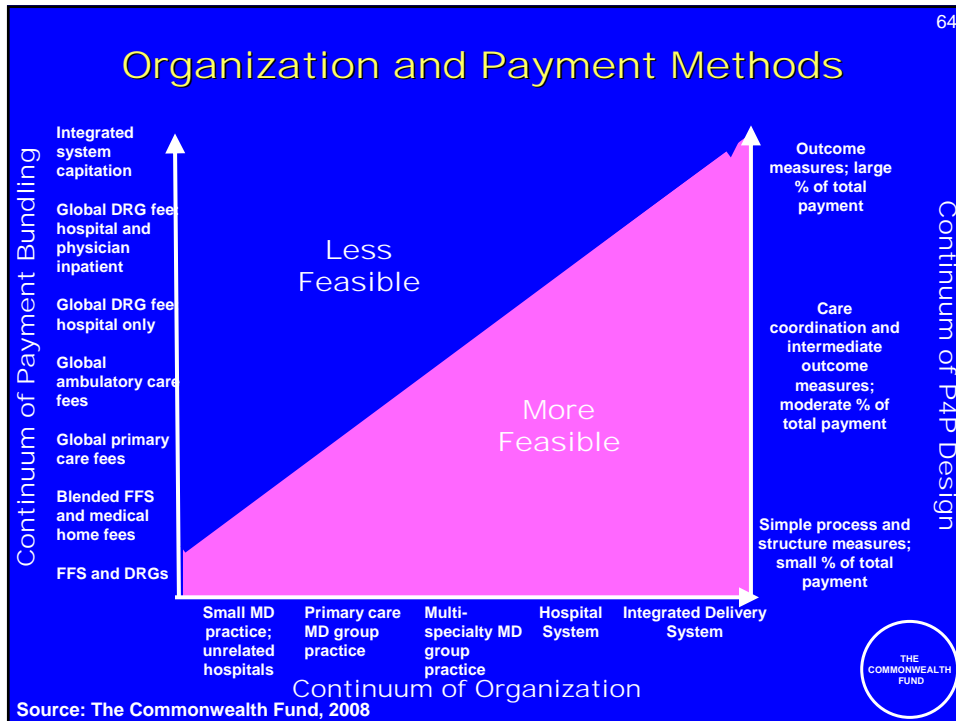 64
Organization and Payment Methods
Continuum of Payment Bundling
Integrated
system
capitation
Global DRG fee:
hospital and
physician
inpatient
Global DRG fee
hospital only
Global
ambulatory care
fees
Global primary
care fees
Blended FFS
and medical
home fees
FFS and DRGs
Less
Feasible
More
Feasible
Outcome
measures; large
% of total
payment
Care
coordination and
intermediate
outcome
measures;
moderate % of
total payment
Simple process and
structure measures;
small % of total
payment
Continuum of P4P Design
Small MD
practice;
unrelated
hospitals
Primary care
MD group
practice
Multi-
specialty MD
group
practice
Hospital
System
Integrated Delivery
System
Continuum of Organization
THE
COMMONWEALTH
FUND
Source: The Commonwealth Fund, 2008